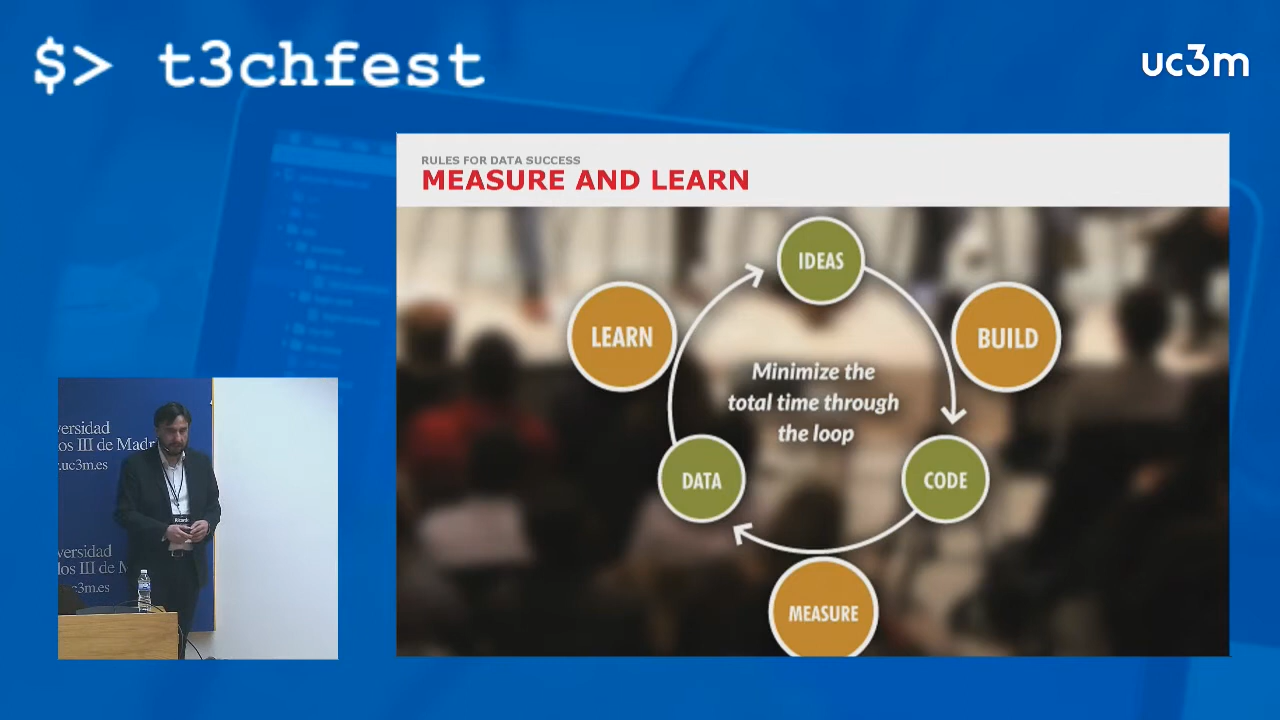 $> t3chfest
uc3m
RULES FOR DATA SUCCESS
MEASURE AND LEARN
IDEAS
LEARN
BUILD
Minimize the
total time through
the loop
DATA
CODE
MEASURE
versidad
los III de Madr
.uc3m.es
versidad
los III de M
c3m.es